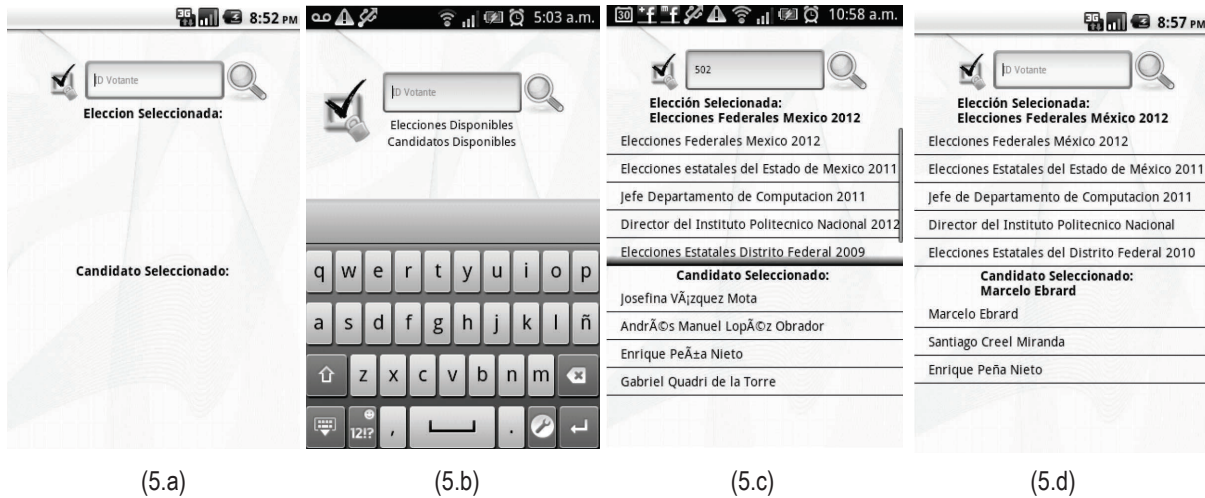 8:52 PM
ID Votante
Eleccion Seleccionada:
Candidato Seleccionado:
(5.a)
5:03 a.m.
ID Votante
Elecciones Disponibles
Candidatos Disponibles
q w e r t y u i o p
a s d f g h j k l ñ
z x c v b n m
12!? , .
(5.b)
30 10:58 a.m.
502
Elección Selecionada:
Elecciones Federales Mexico 2012
Elecciones Federales Mexico 2012
Elecciones estatales del Estado de Mexico 2011
Jefe Departamento de Computacion 2011
Director del Instituto Politecnico Nacional 2012
Elecciones Estatales Distrito Federal 2009
Candidato Seleccionado:
Josefina VÃ¡zquez Mota
AndrÃ©s Manuel LopÃ©z Obrador
Enrique PeÃ±a Nieto
Gabriel Quadri de la Torre
(5.c)
3G 8:57 PM
ID Votante
Elección Selecionada:
Elecciones Federales México 2012
Elecciones Federales México 2012
Elecciones Estatales del Estado de México 2011
Jefe de Departamento de Computacion 2011
Director del Instituto Politecnico Nacional
Elecciones Estatales del Distrito Federal 2010
Candidato Seleccionado:
Marcelo Ebrard
Marcelo Ebrard
Santiago Creel Miranda
Enrique Peña Nieto
(5.d)